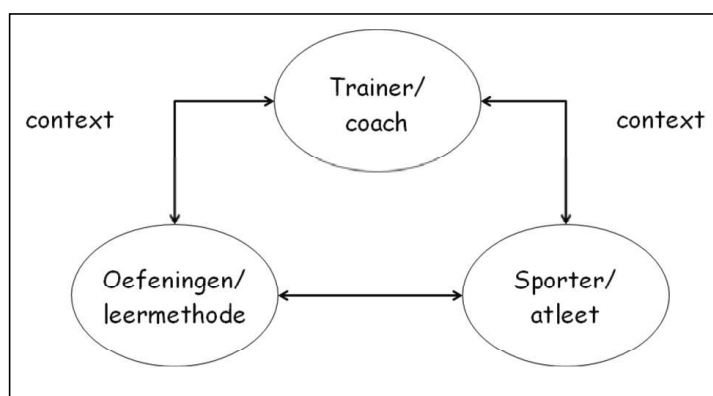 Trainer/
coach
context
context
Oefeningen/
leermethode
Sporter/
atleet